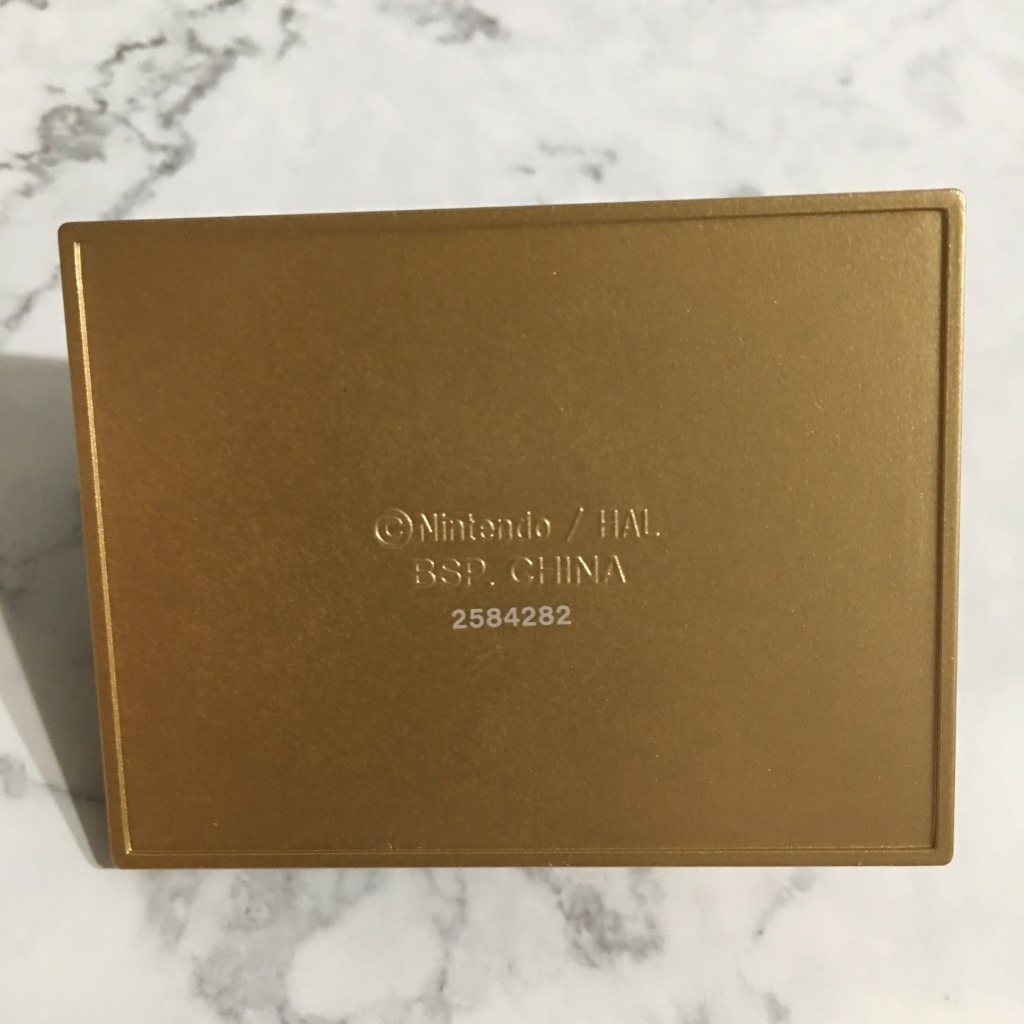 ©Nintendo / HAL
BSP. CHINA
2584282